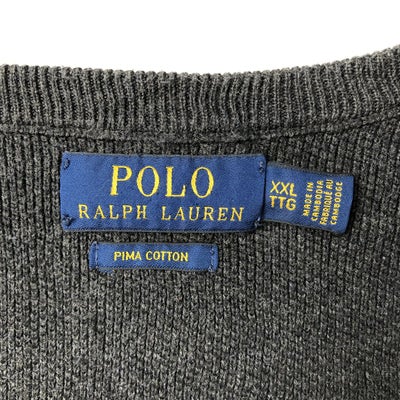 POLO
RALPH LAUREN
PIMA COTTON
XXL
TTG
MADE IN
CAMBODIA
FABRIQUÉ AU
CAMBODGE